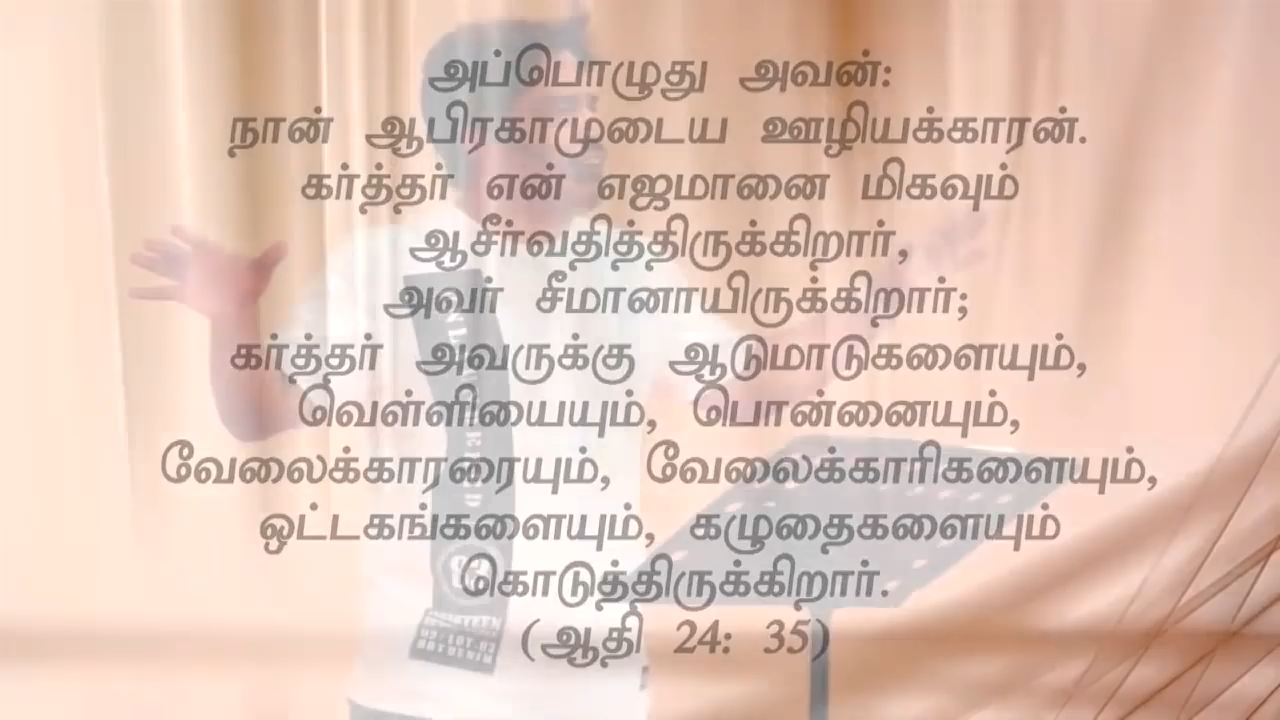 அப்பொழுது அவன்:
நான் ஆபிரகாமுடைய ஊழியக்காரன்.
கர்த்தர் என் எஜமானை மிகவும்
ஆசீர்வதித்திருக்கிறார்,
அவர் சீமானாயிருக்கிறார்;
கர்த்தர் அவருக்கு ஆடுமாடுகளையும்,
வெள்ளியையும், பொன்னையும்,
வேலைக்காரரையும், வேலைக்காரிகளையும்,
ஒட்டகங்களையும், கழுதைகளையும்
கொடுத்திருக்கிறார்.
(ஆதி 24: 35)